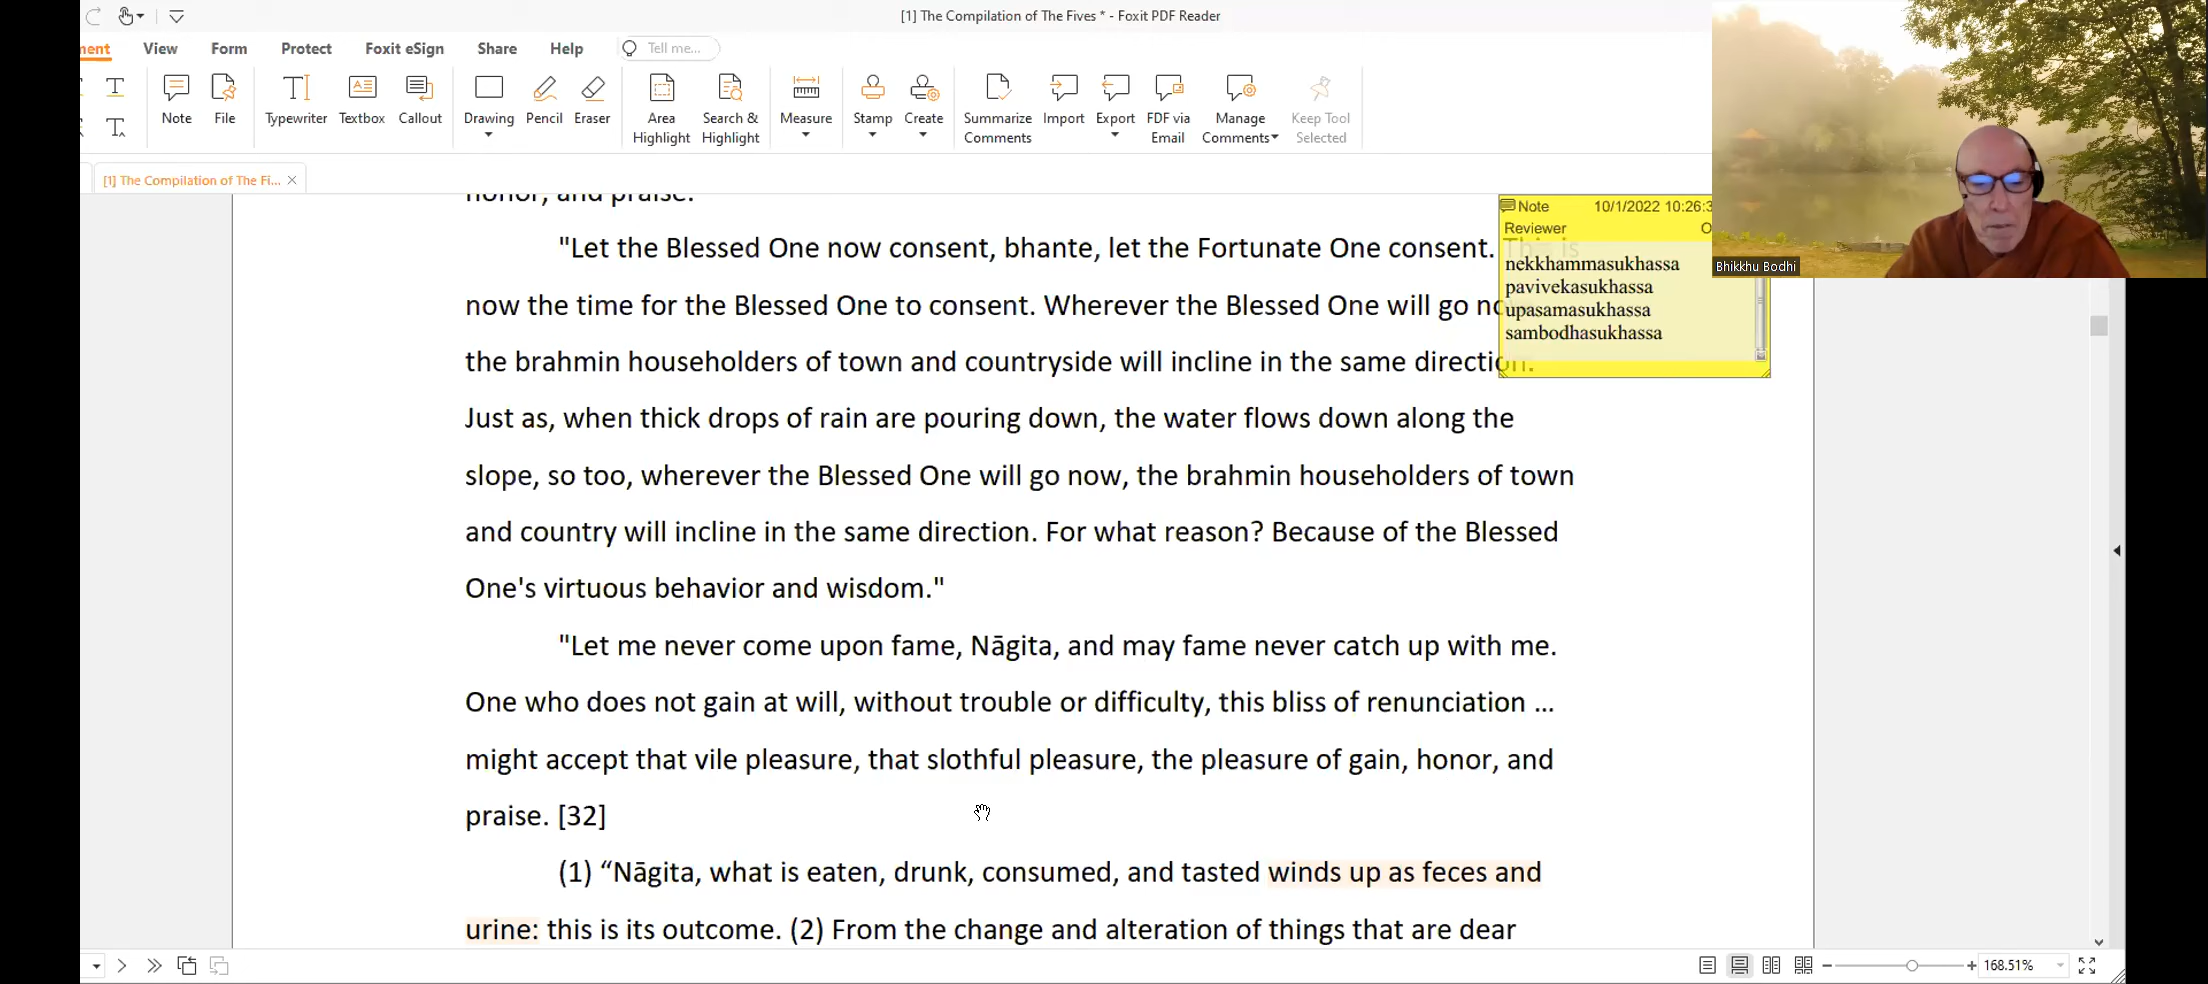 [1] The Compilation of The Fives * - Foxit PDF Reader
ment View Form Protect Foxit eSign Share Help Tell me...
Note File Typewriter Textbox Callout Drawing Pencil Eraser Area Highlight Search & Highlight Measure Stamp Create Summarize Comments Import Export FDF via Email Manage Comments Keep Tool Selected
[1] The Compilation of The Fi...
honor, and praise.
"Let the Blessed One now consent, bhante, let the Fortunate One consent. This is
now the time for the Blessed One to consent. Wherever the Blessed One will go
the brahmin householders of town and countryside will incline in the same direction.
Just as, when thick drops of rain are pouring down, the water flows down along the
slope, so too, wherever the Blessed One will go now, the brahmin householders of town
and country will incline in the same direction. For what reason? Because of the Blessed
One's virtuous behavior and wisdom."
"Let me never come upon fame, Nāgita, and may fame never catch up with me.
One who does not gain at will, without trouble or difficulty, this bliss of renunciation ...
might accept that vile pleasure, that slothful pleasure, the pleasure of gain, honor, and
praise. [32]
(1) “Nāgita, what is eaten, drunk, consumed, and tasted winds up as feces and
urine: this is its outcome. (2) From the change and alteration of things that are dear
Note 10/1/2022 10:26:3
Reviewer O
nekkhammasukhassa
pavivekasukhassa
upasamasukhassa
sambodhasukhassa
Bhikkhu Bodhi
168.51%